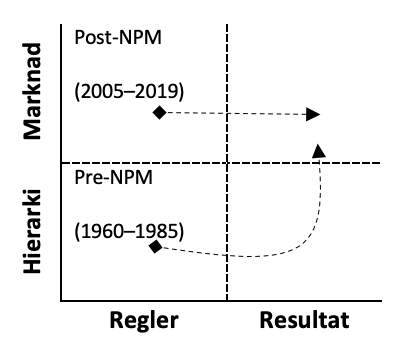 Marknad
Post-NPM
(2005–2019)
Hierarki
Pre-NPM
(1960–1985)
Regler
Resultat